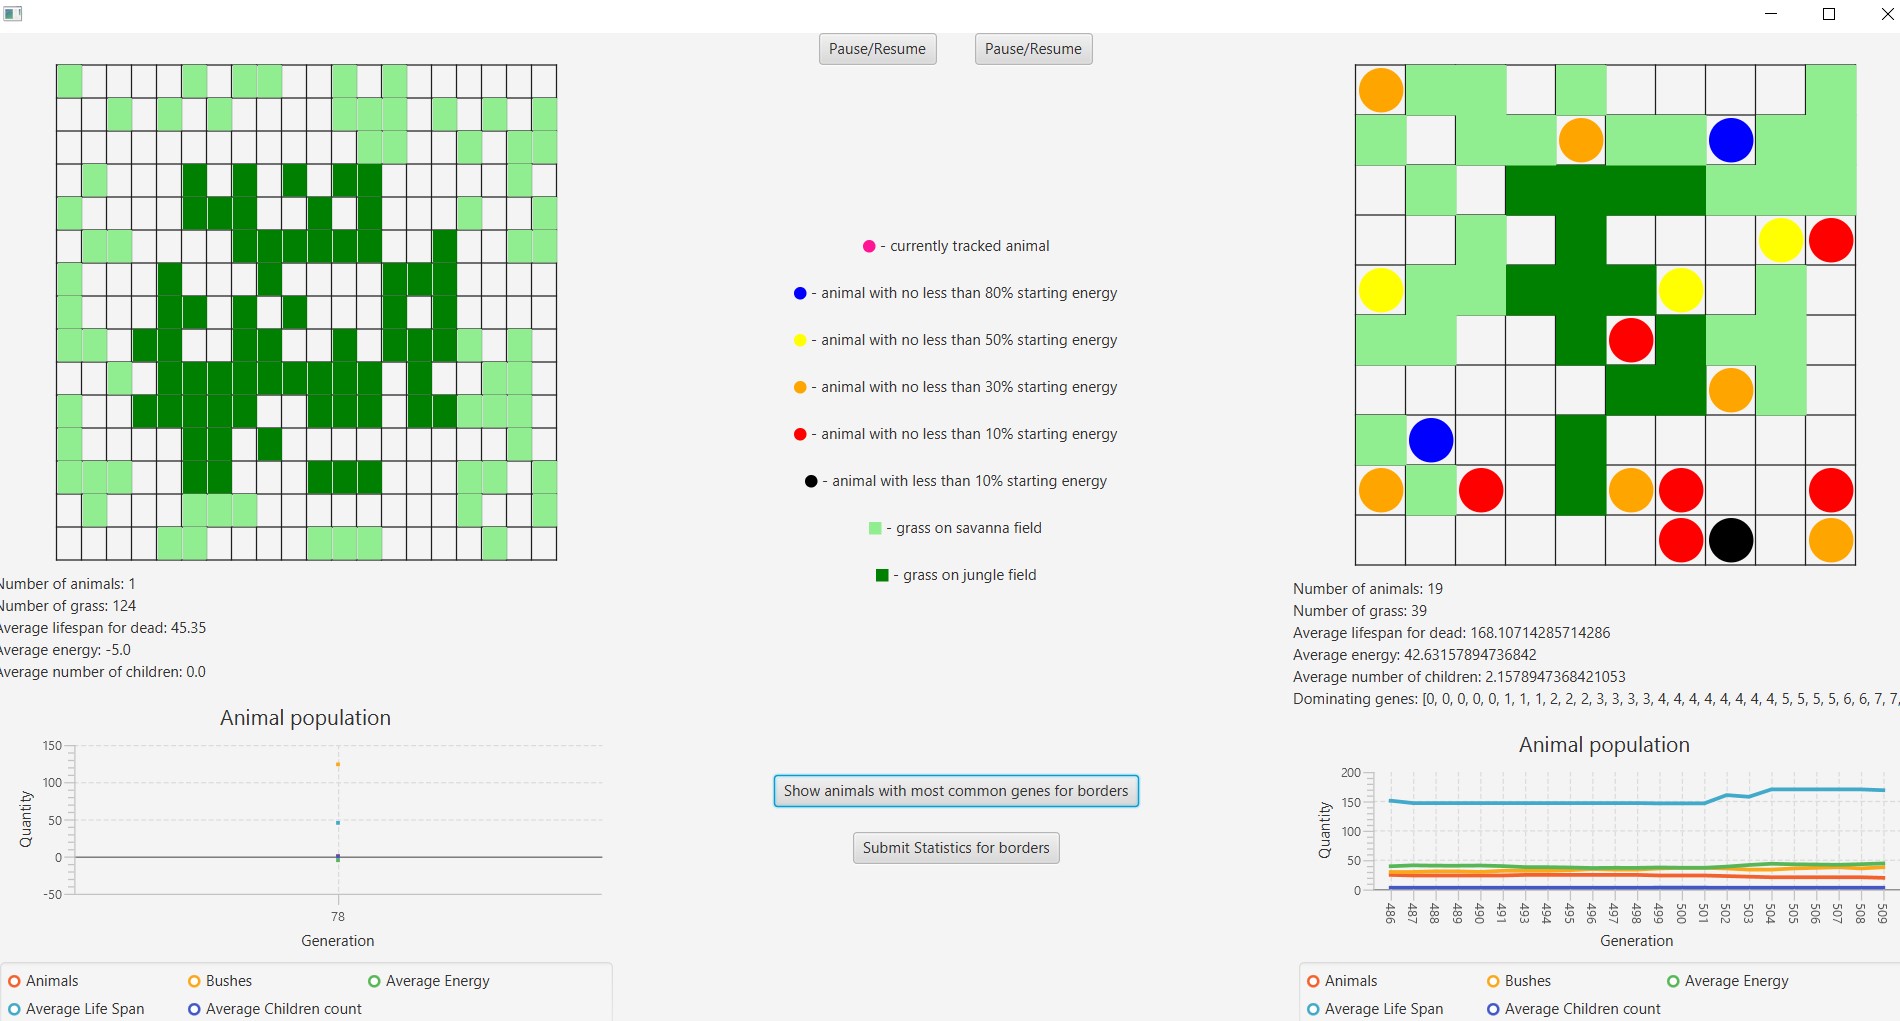 Pause/Resume
Pause/Resume
- currently tracked animal
- animal with no less than 80% starting energy
- animal with no less than 50% starting energy
- animal with no less than 30% starting energy
- animal with no less than 10% starting energy
- animal with less than 10% starting energy
- grass on savanna field
- grass on jungle field
Show animals with most common genes for borders
Submit Statistics for borders
Number of animals: 1
Number of grass: 124
Average lifespan for dead: 45.35
Average energy: -5.0
Average number of children: 0.0
Animal population
Quantity
150
100
50
0
-50
78
Generation
Animals
Bushes
Average Energy
Average Life Span
Average Children count
Number of animals: 19
Number of grass: 39
Average lifespan for dead: 168.10714285714286
Average energy: 42.63157894736842
Average number of children: 2.1578947368421053
Dominating genes: [0, 0, 0, 0, 0, 1, 1, 1, 2, 2, 2, 3, 3, 3, 3, 4, 4, 4, 4, 4, 4, 4, 4, 5, 5, 5, 5, 6, 6, 7, 7,
Animal population
Quantity
200
150
100
50
0
486 487 488 489 490 491 493 494 495 496 497 498 499 500 501 502 503 504 505 506 507 508 509
Generation
Animals
Bushes
Average Energy
Average Life Span
Average Children count